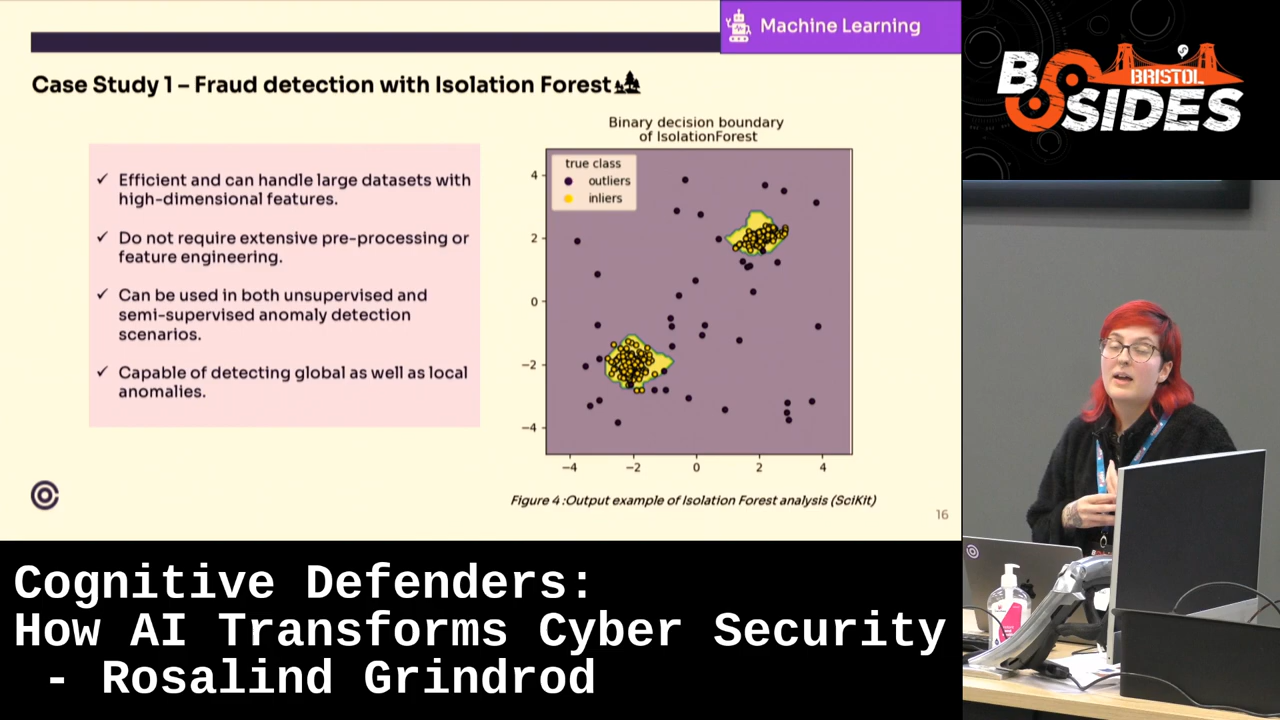 Machine Learning
Case Study 1 – Fraud detection with Isolation Forest
✓ Efficient and can handle large datasets with
high-dimensional features.
✓ Do not require extensive pre-processing or
feature engineering.
✓ Can be used in both unsupervised and
semi-supervised anomaly detection
scenarios.
✓ Capable of detecting global as well as local
anomalies.
Binary decision boundary
of IsolationForest
true class
outliers
inliers
4
2
0
−2
−4
−4 −2 0 2 4
Figure 4 :Output example of Isolation Forest analysis (SciKit)
16
BSIDES
BRISTOL
Cognitive Defenders:
How AI Transforms Cyber Security
- Rosalind Grindrod